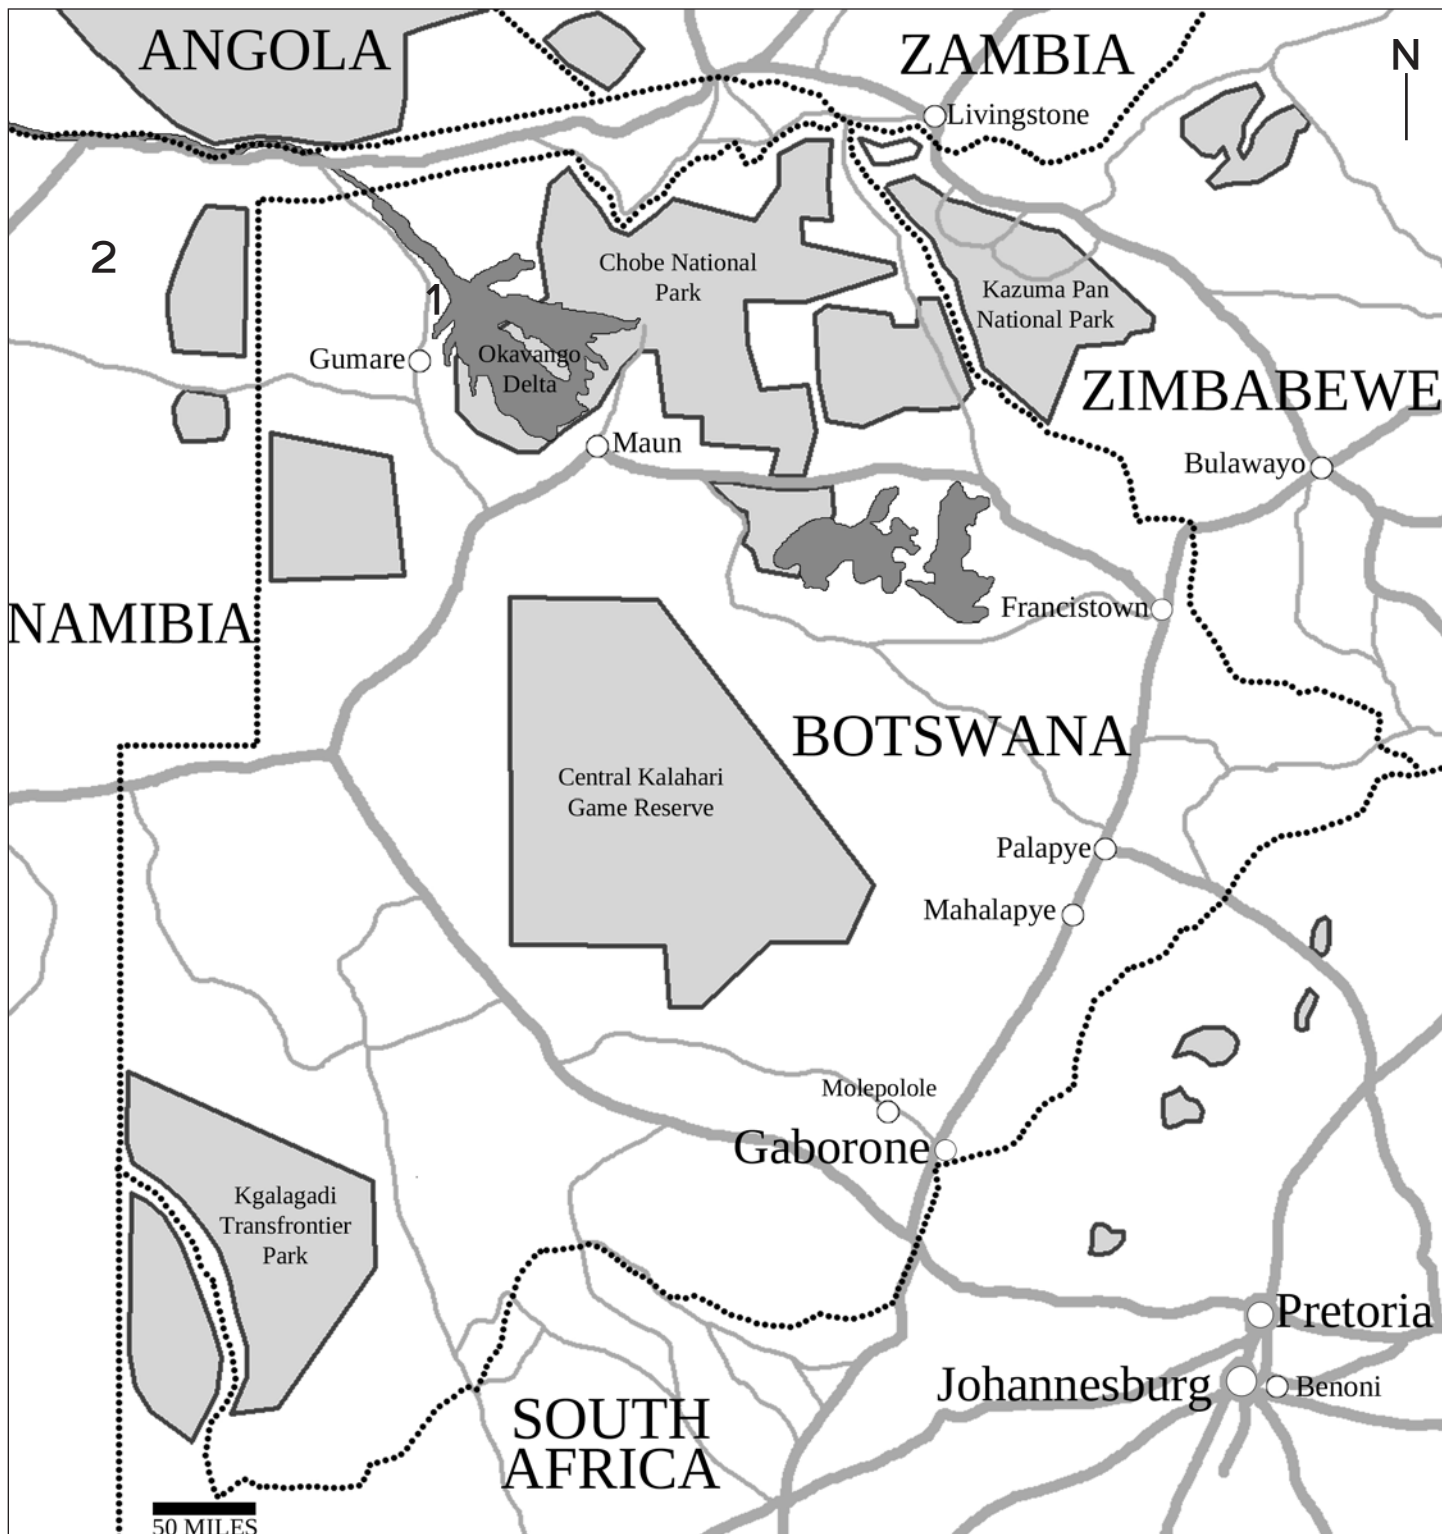 ANGOLA
ZAMBIA
N
Livingstone
2
Chobe National
Park
1
Kazuma Pan
National Park
Gumare
Okavango
Delta
ZIMBABEWE
Maun
Bulawayo
NAMIBIA
Francistown
BOTSWANA
Central Kalahari
Game Reserve
Palapye
Mahalapye
Molepolole
Gaborone
Kgalagadi
Transfrontier
Park
Pretoria
Johannesburg
Benoni
SOUTH
AFRICA
50 MILES